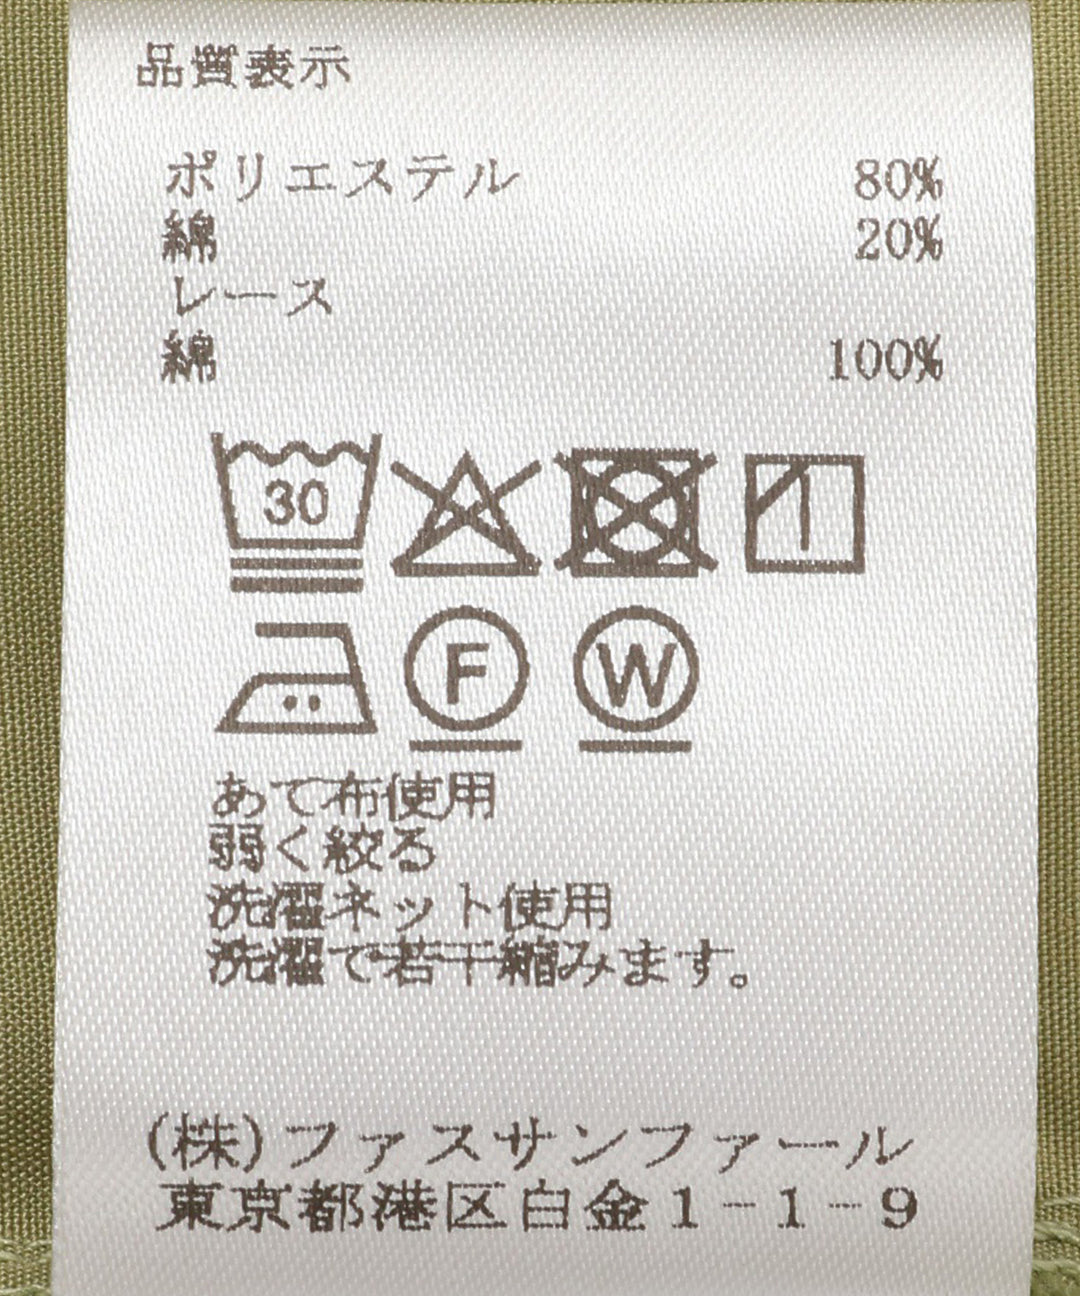 品質表示
ポリエステル 80%
綿 20%
レース
綿 100%
30
F W
あて布使用
弱く絞る
洗濯ネット使用
洗濯で若干縮みます。
(株)ファスサンファール
東京都港区白金1-1-9